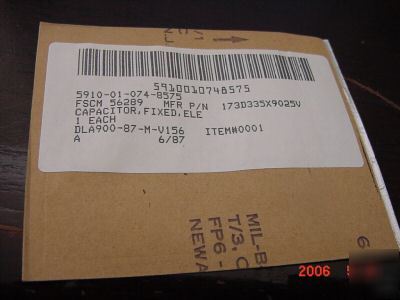 5910010748575
5910-01-074-8575
FSCM 56289 MFR P/N 173D335X9025V
CAPACITOR,FIXED,ELE
1 EACH
DLA900-87-M-V156 ITEM#0001
A 6/87
MIL-B
T/3, C
FP6 -
NEWA
6
2006